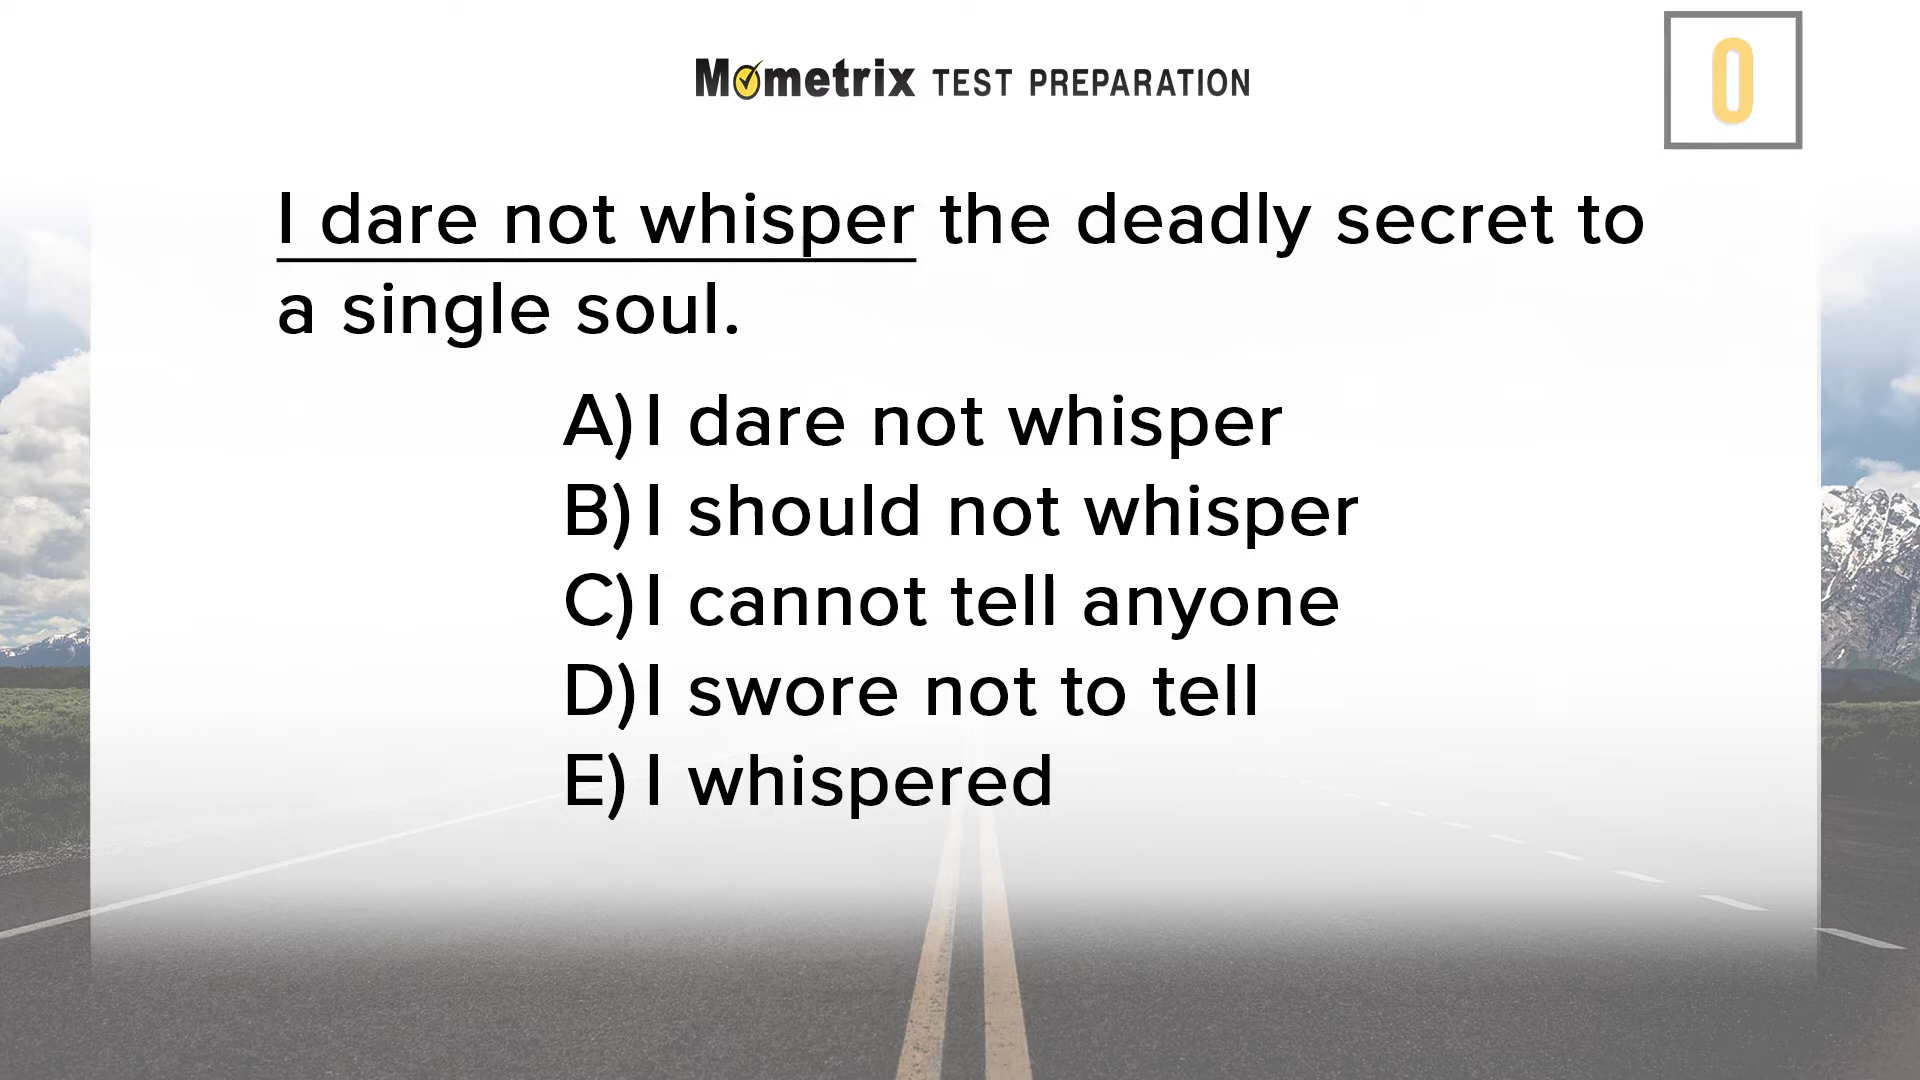 Mometrix TEST PREPARATION
0
I dare not whisper the deadly secret to
a single soul.
A) I dare not whisper
B) I should not whisper
C) I cannot tell anyone
D) I swore not to tell
E) I whispered